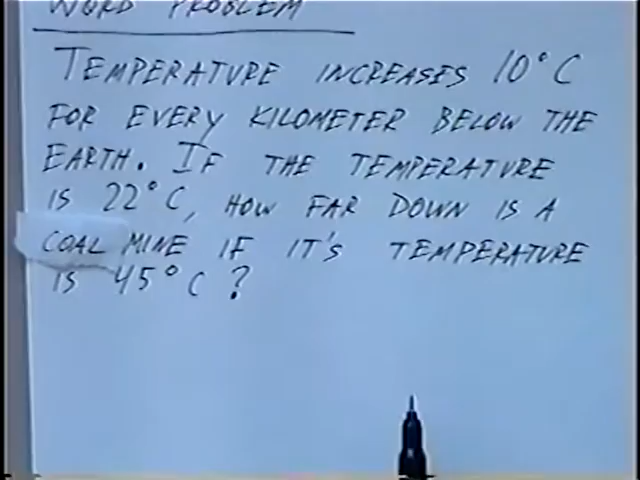 WORD PROBLEM
TEMPERATURE INCREASES 10°C
FOR EVERY KILOMETER BELOW THE
EARTH. IF THE TEMPERATURE
IS 22°C, HOW FAR DOWN IS A
COAL MINE IF IT'S TEMPERATURE
IS 45°C?